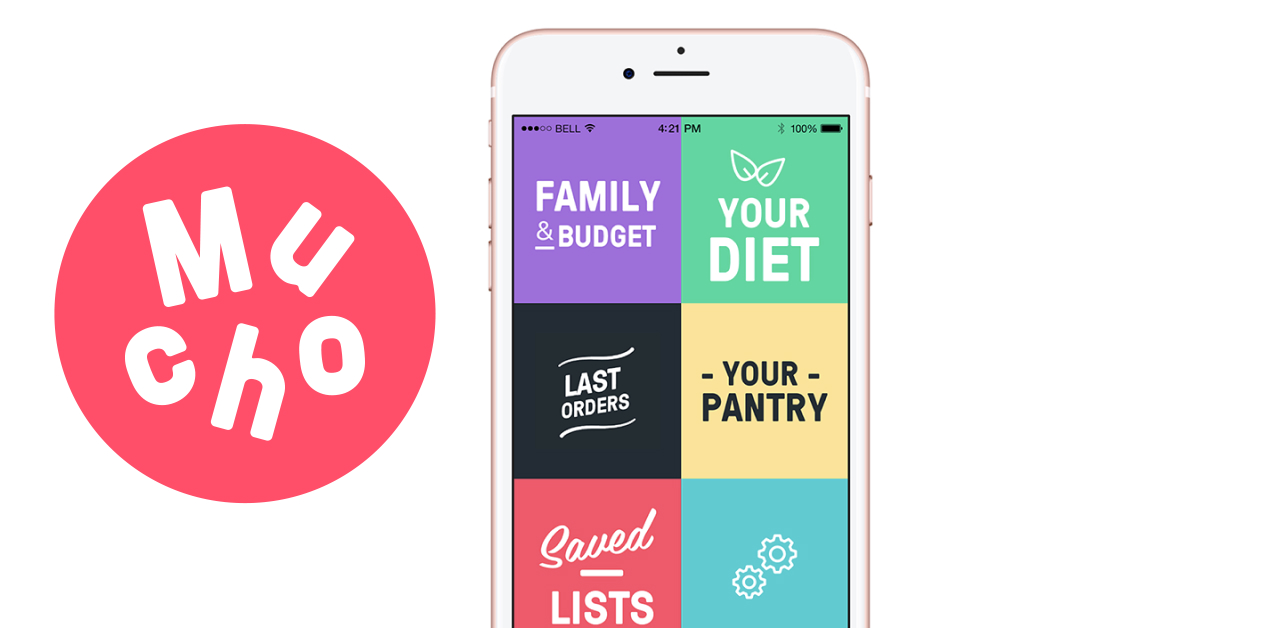 Mu
cho
BELL 4:21 PM 100%
FAMILY
& BUDGET
YOUR
DIET
LAST
ORDERS
- YOUR -
PANTRY
Saved
LISTS